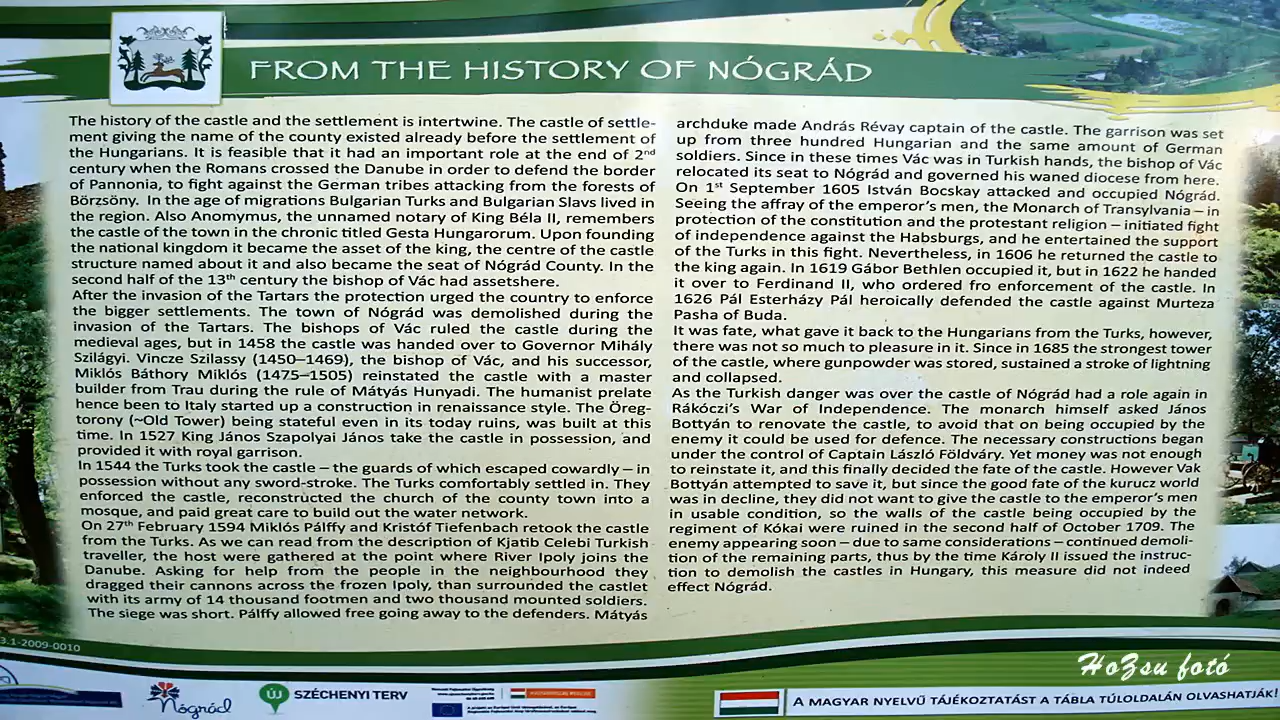 FROM THE HISTORY OF NÓGRÁD
The history of the castle and the settlement is intertwine. The castle of settle-
ment giving the name of the county existed already before the settlement of
the Hungarians. It is feasible that it had an important role at the end of 2nd
century when the Romans crossed the Danube in order to defend the border
of Pannonia, to fight against the German tribes attacking from the forests of
Börzsöny. In the age of migrations Bulgarian Turks and Bulgarian Slavs lived in
the region. Also Anomymus, the unnamed notary of King Béla II, remembers
the castle of the town in the chronic titled Gesta Hungarorum. Upon founding
the national kingdom it became the asset of the king, the centre of the castle
structure named about it and also became the seat of Nógrád County. In the
second half of the 13th century the bishop of Vác had assetshere.
After the invasion of the Tartars the protection urged the country to enforce
the bigger settlements. The town of Nógrád was demolished during the
invasion of the Tartars. The bishops of Vác ruled the castle during the
medieval ages, but in 1458 the castle was handed over to Governor Mihály
Szilágyi. Vincze Szilassy (1450–1469), the bishop of Vác, and his successor,
Miklós Báthory Miklós (1475–1505) reinstated the castle with a master
builder from Trau during the rule of Mátyás Hunyadi. The humanist prelate
hence been to Italy started up a construction in renaissance style. The Öreg-
torony (~Old Tower) being stateful even in its today ruins, was built at this
time. In 1527 King János Szapolyai János take the castle in possession, and
provided it with royal garrison.
In 1544 the Turks took the castle – the guards of which escaped cowardly – in
possession without any sword-stroke. The Turks comfortably settled in. They
enforced the castle, reconstructed the church of the county town into a
mosque, and paid great care to build out the water network.
On 27th February 1594 Miklós Pálffy and Kristóf Tiefenbach retook the castle
from the Turks. As we can read from the description of Kjatib Celebi Turkish
traveller, the host were gathered at the point where River Ipoly joins the
Danube. Asking for help from the people in the neighbourhood they
dragged their cannons across the frozen Ipoly, than surrounded the castlet
with its army of 14 thousand footmen and two thousand mounted soldiers.
The siege was short. Pálffy allowed free going away to the defenders. Mátyás
archduke made András Révay captain of the castle. The garrison was set
up from three hundred Hungarian and the same amount of German
soldiers. Since in these times Vác was in Turkish hands, the bishop of Vác
relocated its seat to Nógrád and governed his waned diocese from here.
On 1st September 1605 István Bocskay attacked and occupied Nógrád.
Seeing the affray of the emperor's men, the Monarch of Transylvania – in
protection of the constitution and the protestant religion – initiated fight
of independence against the Habsburgs, and he entertained the support
of the Turks in this fight. Nevertheless, in 1606 he returned the castle to
the king again. In 1619 Gábor Bethlen occupied it, but in 1622 he handed
it over to Ferdinand II, who ordered fro enforcement of the castle. In
1626 Pál Esterházy Pál heroically defended the castle against Murteza
Pasha of Buda.
It was fate, what gave it back to the Hungarians from the Turks, however,
there was not so much to pleasure in it. Since in 1685 the strongest tower
of the castle, where gunpowder was stored, sustained a stroke of lightning
and collapsed.
As the Turkish danger was over the castle of Nógrád had a role again in
Rákóczi's War of Independence. The monarch himself asked János
Bottyán to renovate the castle, to avoid that on being occupied by the
enemy it could be used for defence. The necessary constructions began
under the control of Captain László Földváry. Yet money was not enough
to reinstate it, and this finally decided the fate of the castle. However Vak
Bottyán attempted to save it, but since the good fate of the kurucz world
was in decline, they did not want to give the castle to the emperor's men
in usable condition, so the walls of the castle being occupied by the
regiment of Kókai were ruined in the second half of October 1709. The
enemy appearing soon – due to same considerations – continued demoli-
tion of the remaining parts, thus by the time Károly II issued the instruc-
tion to demolish the castles in Hungary, this measure did not indeed
effect Nógrád.
3.1-2009-0010
Nógrád
ÚJ SZÉCHENYI TERV
A MAGYAR NYELVŰ TÁJÉKOZTATÁST A TÁBLA TÚLOLDALÁN OLVASHATJÁK!
HoZsu fotó